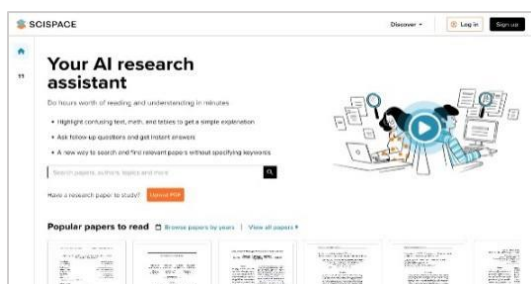 SCISPACE
Discover
Log in
Sign up
Your AI research
assistant
Do hours worth of reading and understanding in minutes
Highlight confusing text, math, and tables to get a simple explanation
Ask follow up questions and get instant answers
A new way to search and find relevant papers without specifying keywords
Search papers, authors, topics and more
Have a research paper to study? Upload PDF
Popular papers to read Browse papers by years | View all papers